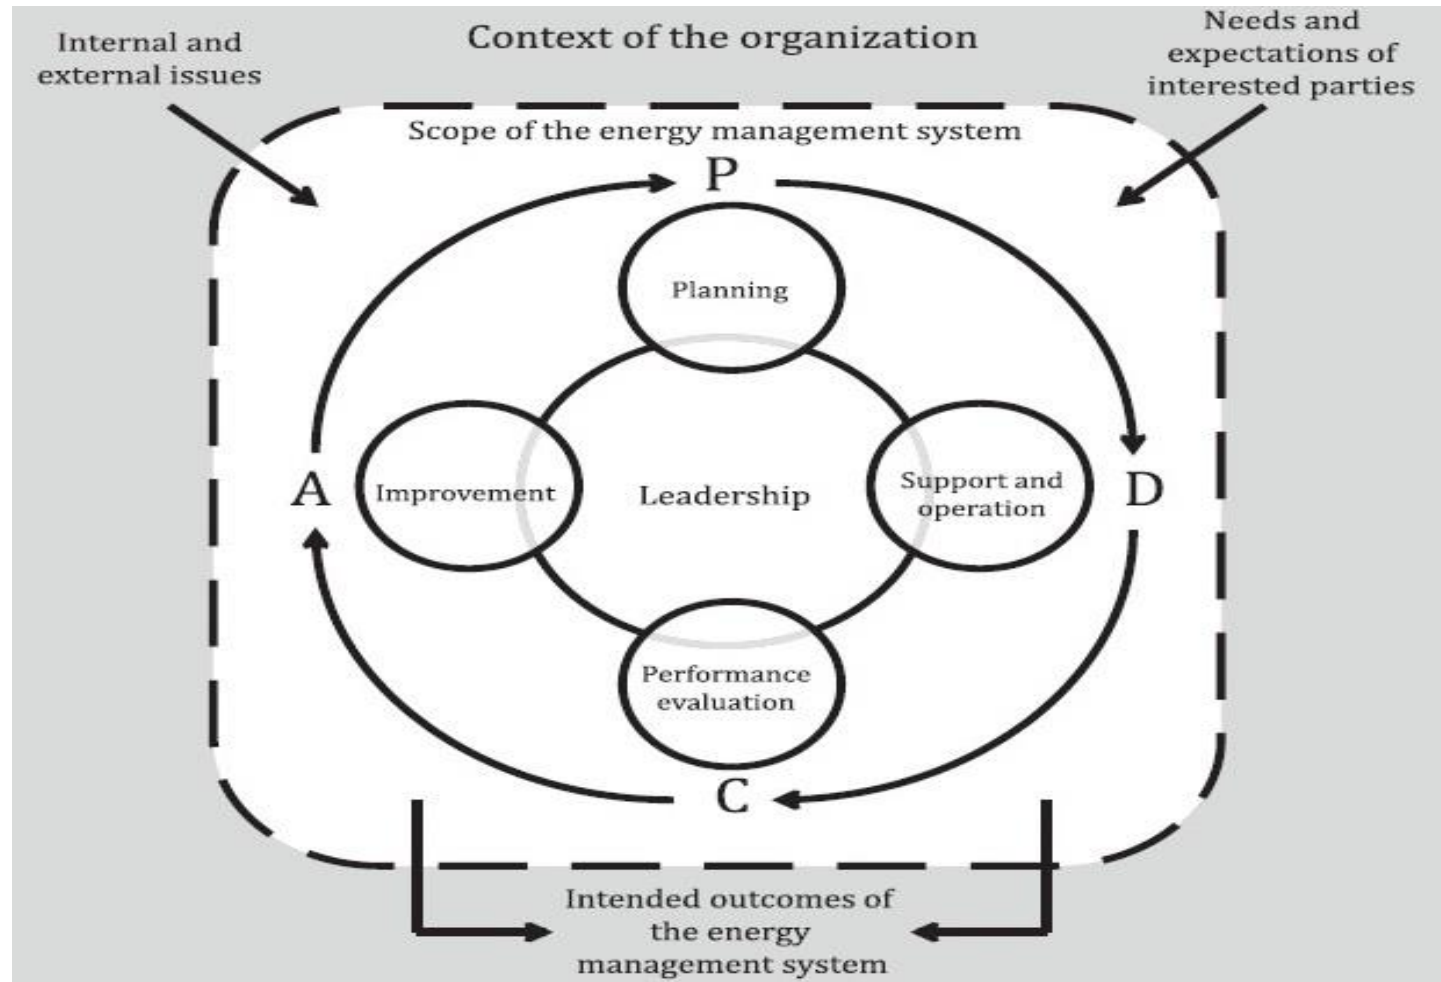 Context of the organization
Internal and
external issues
Needs and
expectations of
interested parties
Scope of the energy management system
P
Planning
A
Improvement
Leadership
Support and
operation
D
Performance
evaluation
C
Intended outcomes of
the energy
management system